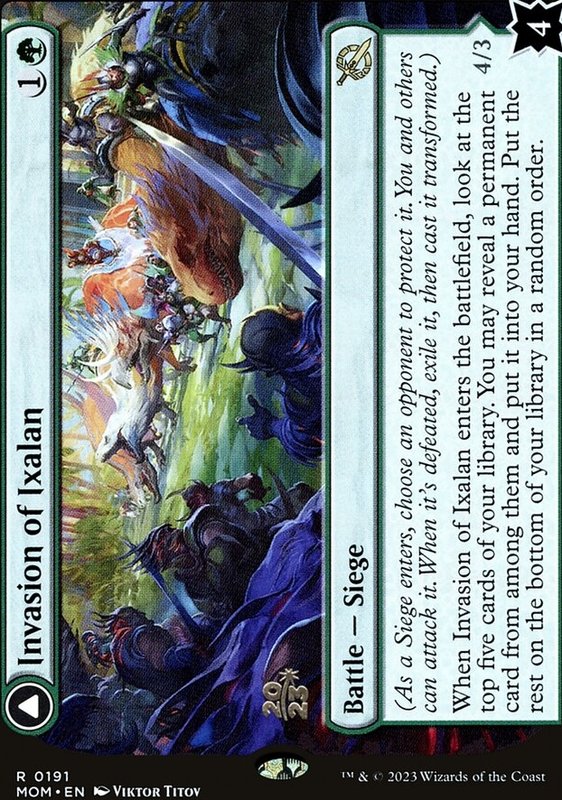 Invasion of Ixalan
1
2023
Battle — Siege
(As a Siege enters, choose an opponent to protect it. You and others
can attack it. When it's defeated, exile it, then cast it transformed.)
When Invasion of Ixalan enters the battlefield, look at the
top five cards of your library. You may reveal a permanent
card from among them and put it into your hand. Put the
rest on the bottom of your library in a random order.
4/3
4
R 0191
MOM • EN Viktor Titov
™ & © 2023 Wizards of the Coast